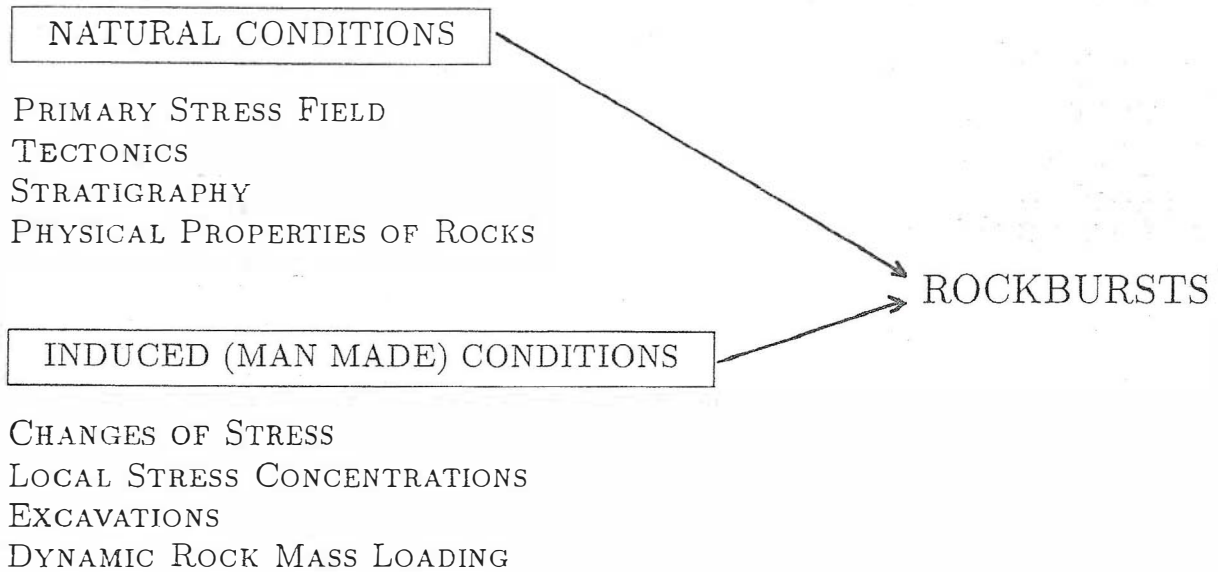 NATURAL CONDITIONS
PRIMARY STRESS FIELD
TECTONICS
STRATIGRAPHY
PHYSICAL PROPERTIES OF ROCKS
ROCKBURSTS
INDUCED (MAN MADE) CONDITIONS
CHANGES OF STRESS
LOCAL STRESS CONCENTRATIONS
EXCAVATIONS
DYNAMIC ROCK MASS LOADING